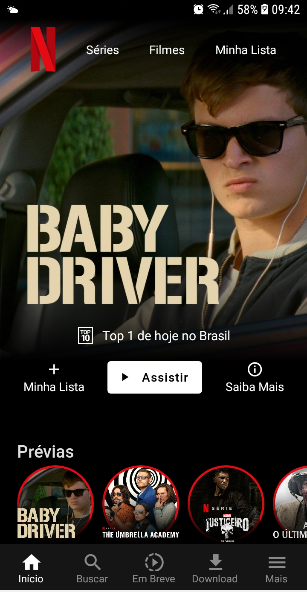 58% 09:42
N Séries Filmes Minha Lista
BABY
DRIVER
TOP
10
Top 1 de hoje no Brasil
Minha Lista
Assistir
Saiba Mais
Prévias
BABY
DRIVER
THE UMBRELLA ACADEMY
N SÉRIE
JUSTICEIRO
O ÚLTIM
Início Buscar Em Breve Download Mais